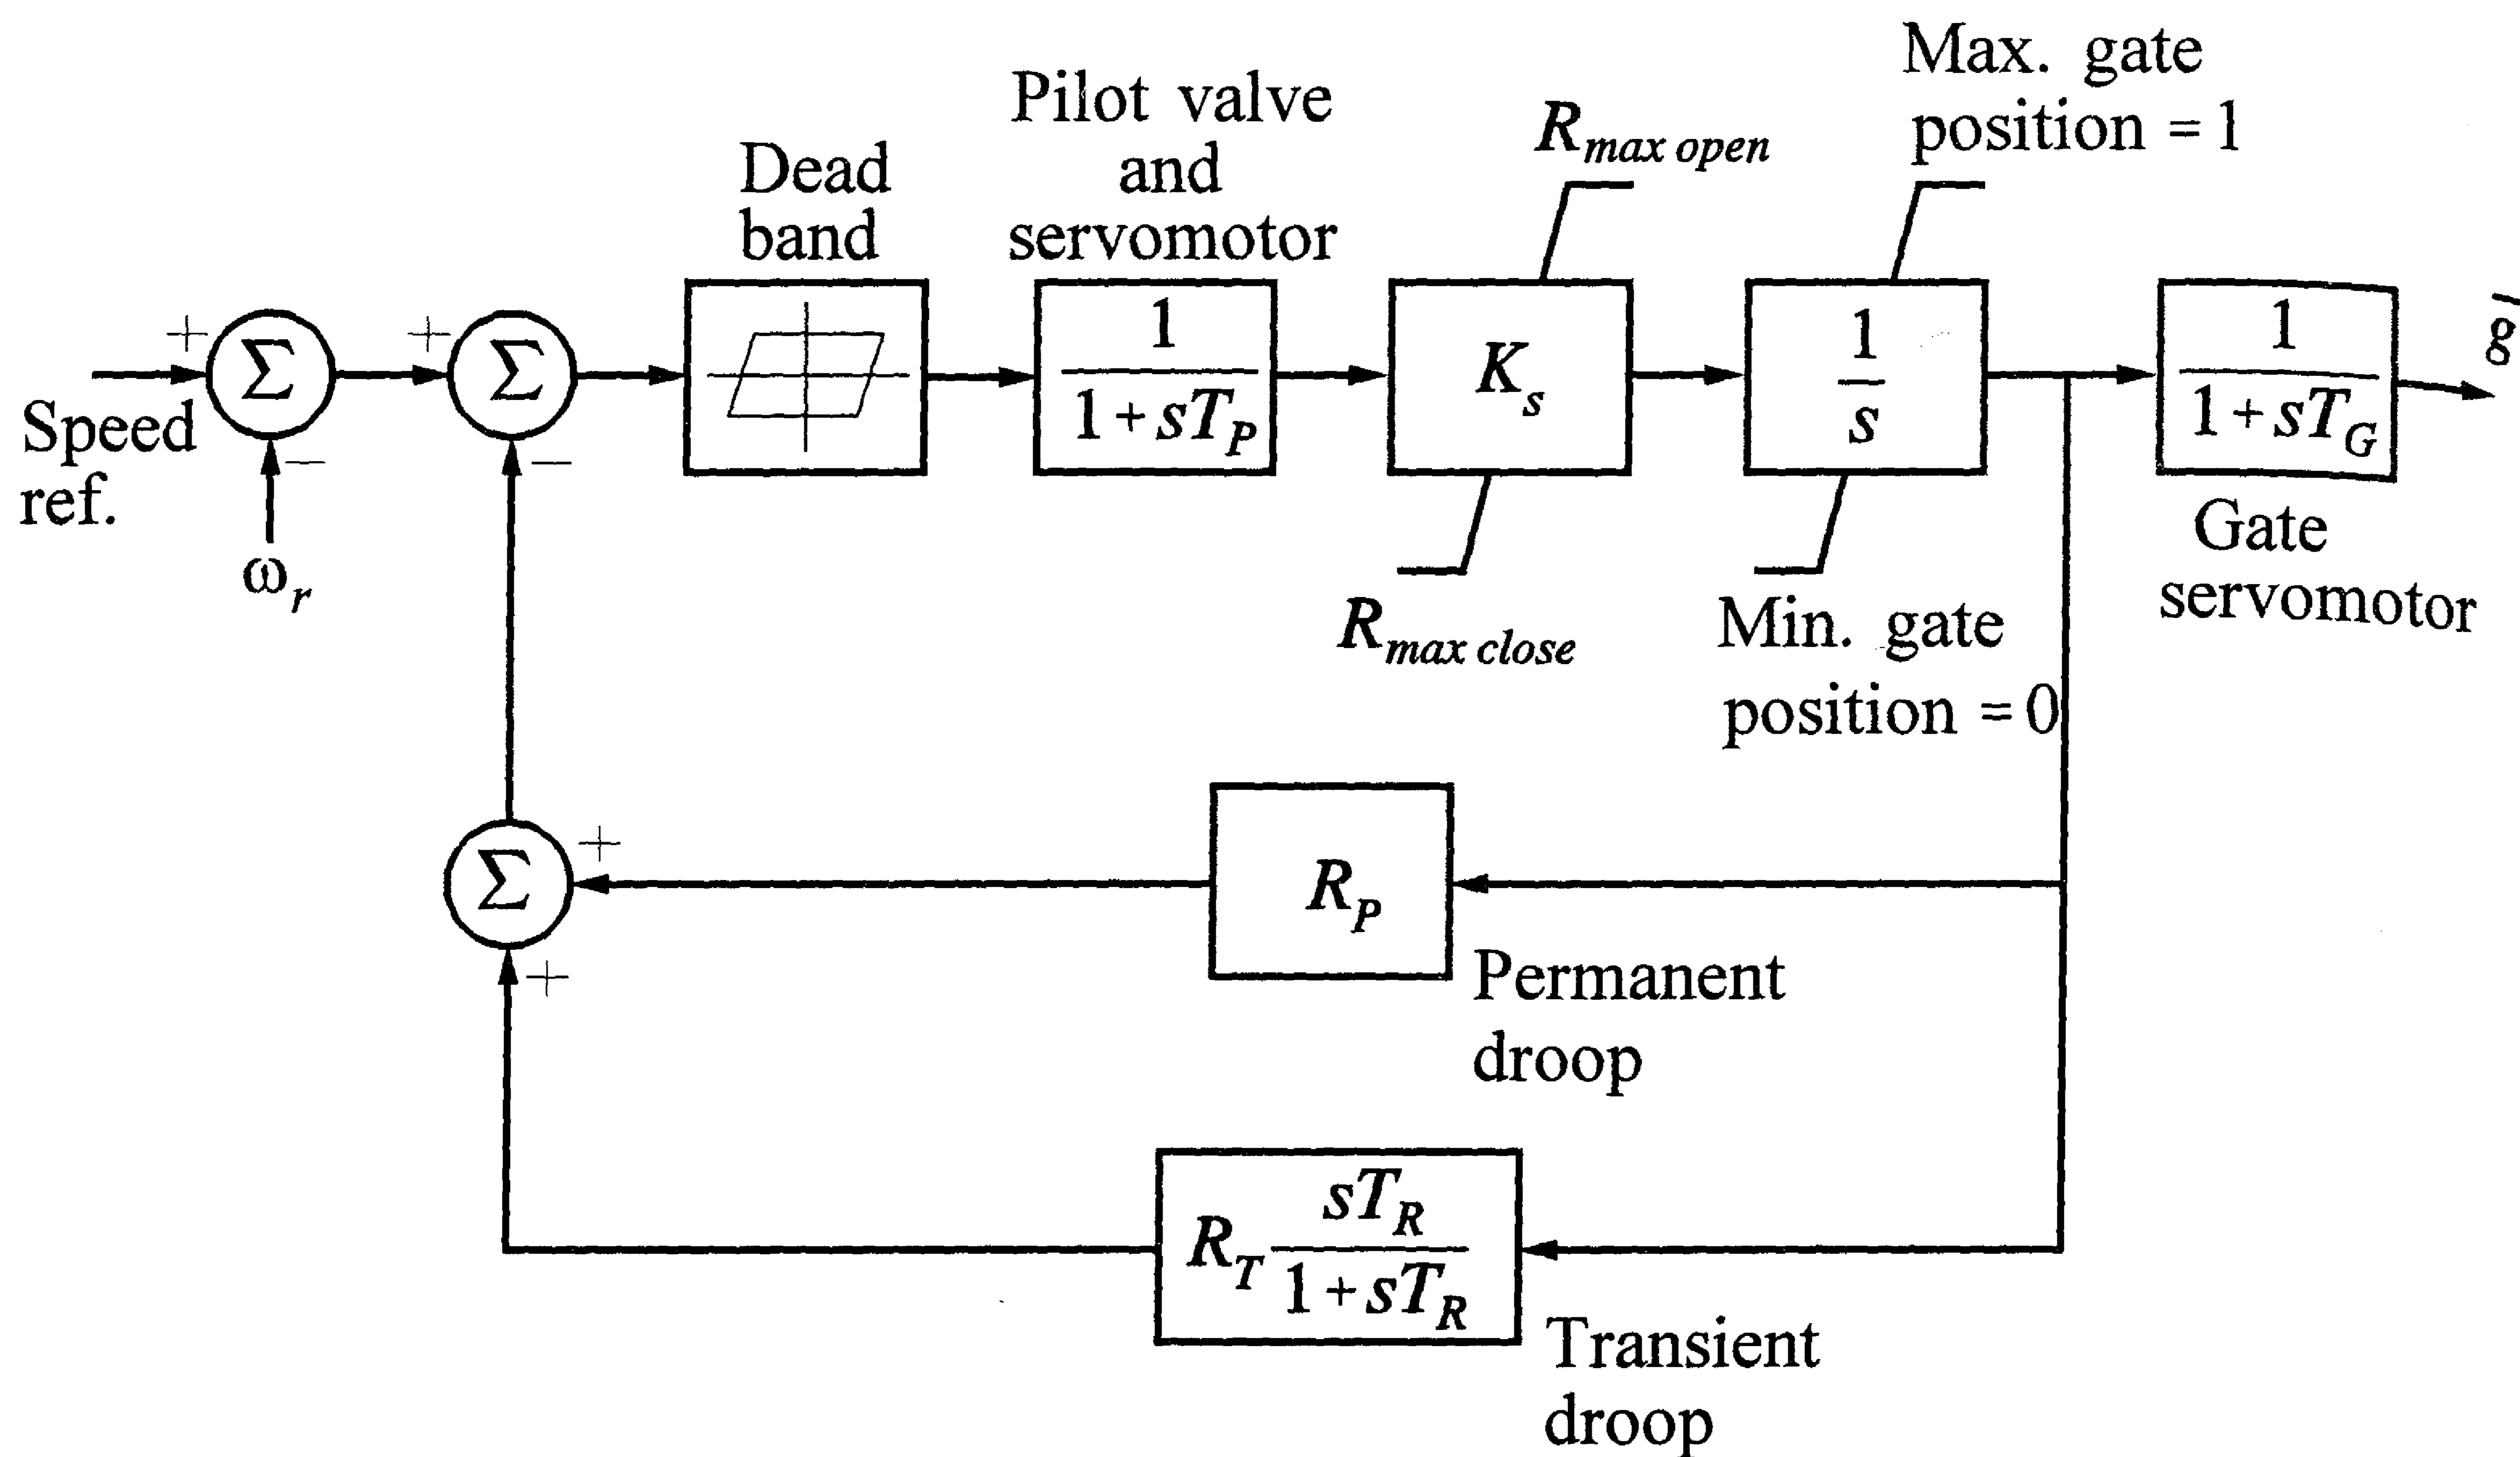 Max. gate
position = 1
Pilot valve
and
servomotor
R_max open
Dead
band
+
Σ
+
Σ
1
1 + sT_P
K_s
1
s
1
1 + sT_G
g̅
Speed
ref.
−
−
ω_r
R_max close
Min. gate
position = 0
Gate
servomotor
Σ
+
+
R_P
Permanent
droop
R_T sT_R
1 + sT_R
Transient
droop